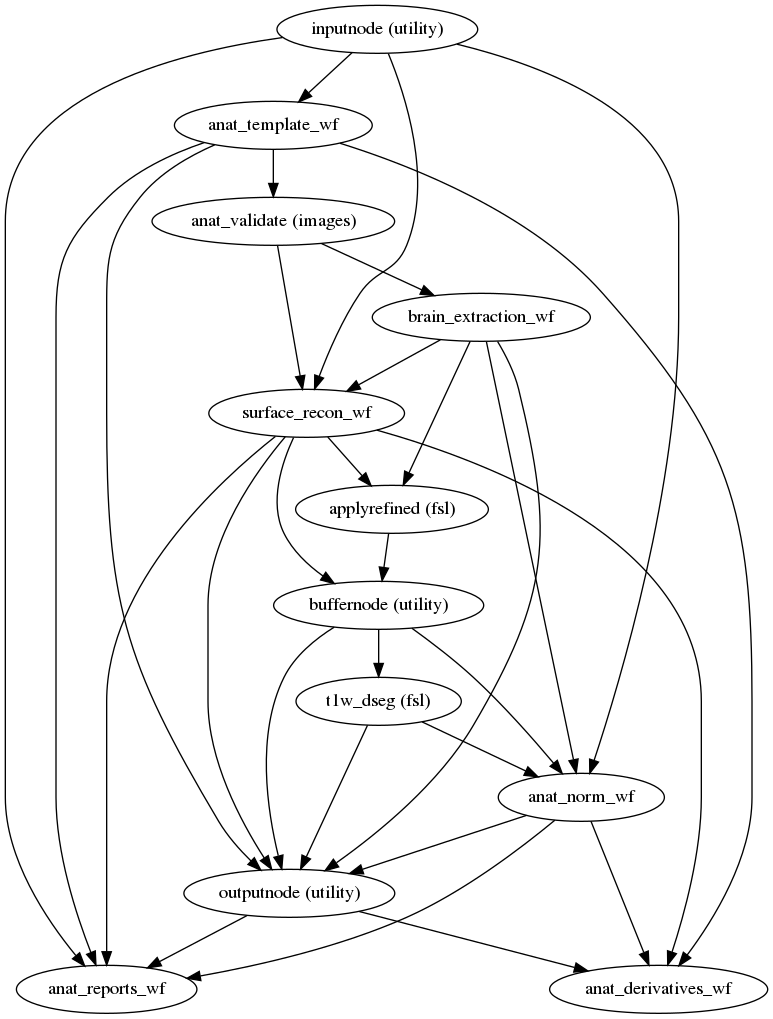 inputnode (utility)
anat_template_wf
anat_validate (images)
brain_extraction_wf
surface_recon_wf
applyrefined (fsl)
buffernode (utility)
t1w_dseg (fsl)
anat_norm_wf
outputnode (utility)
anat_reports_wf
anat_derivatives_wf